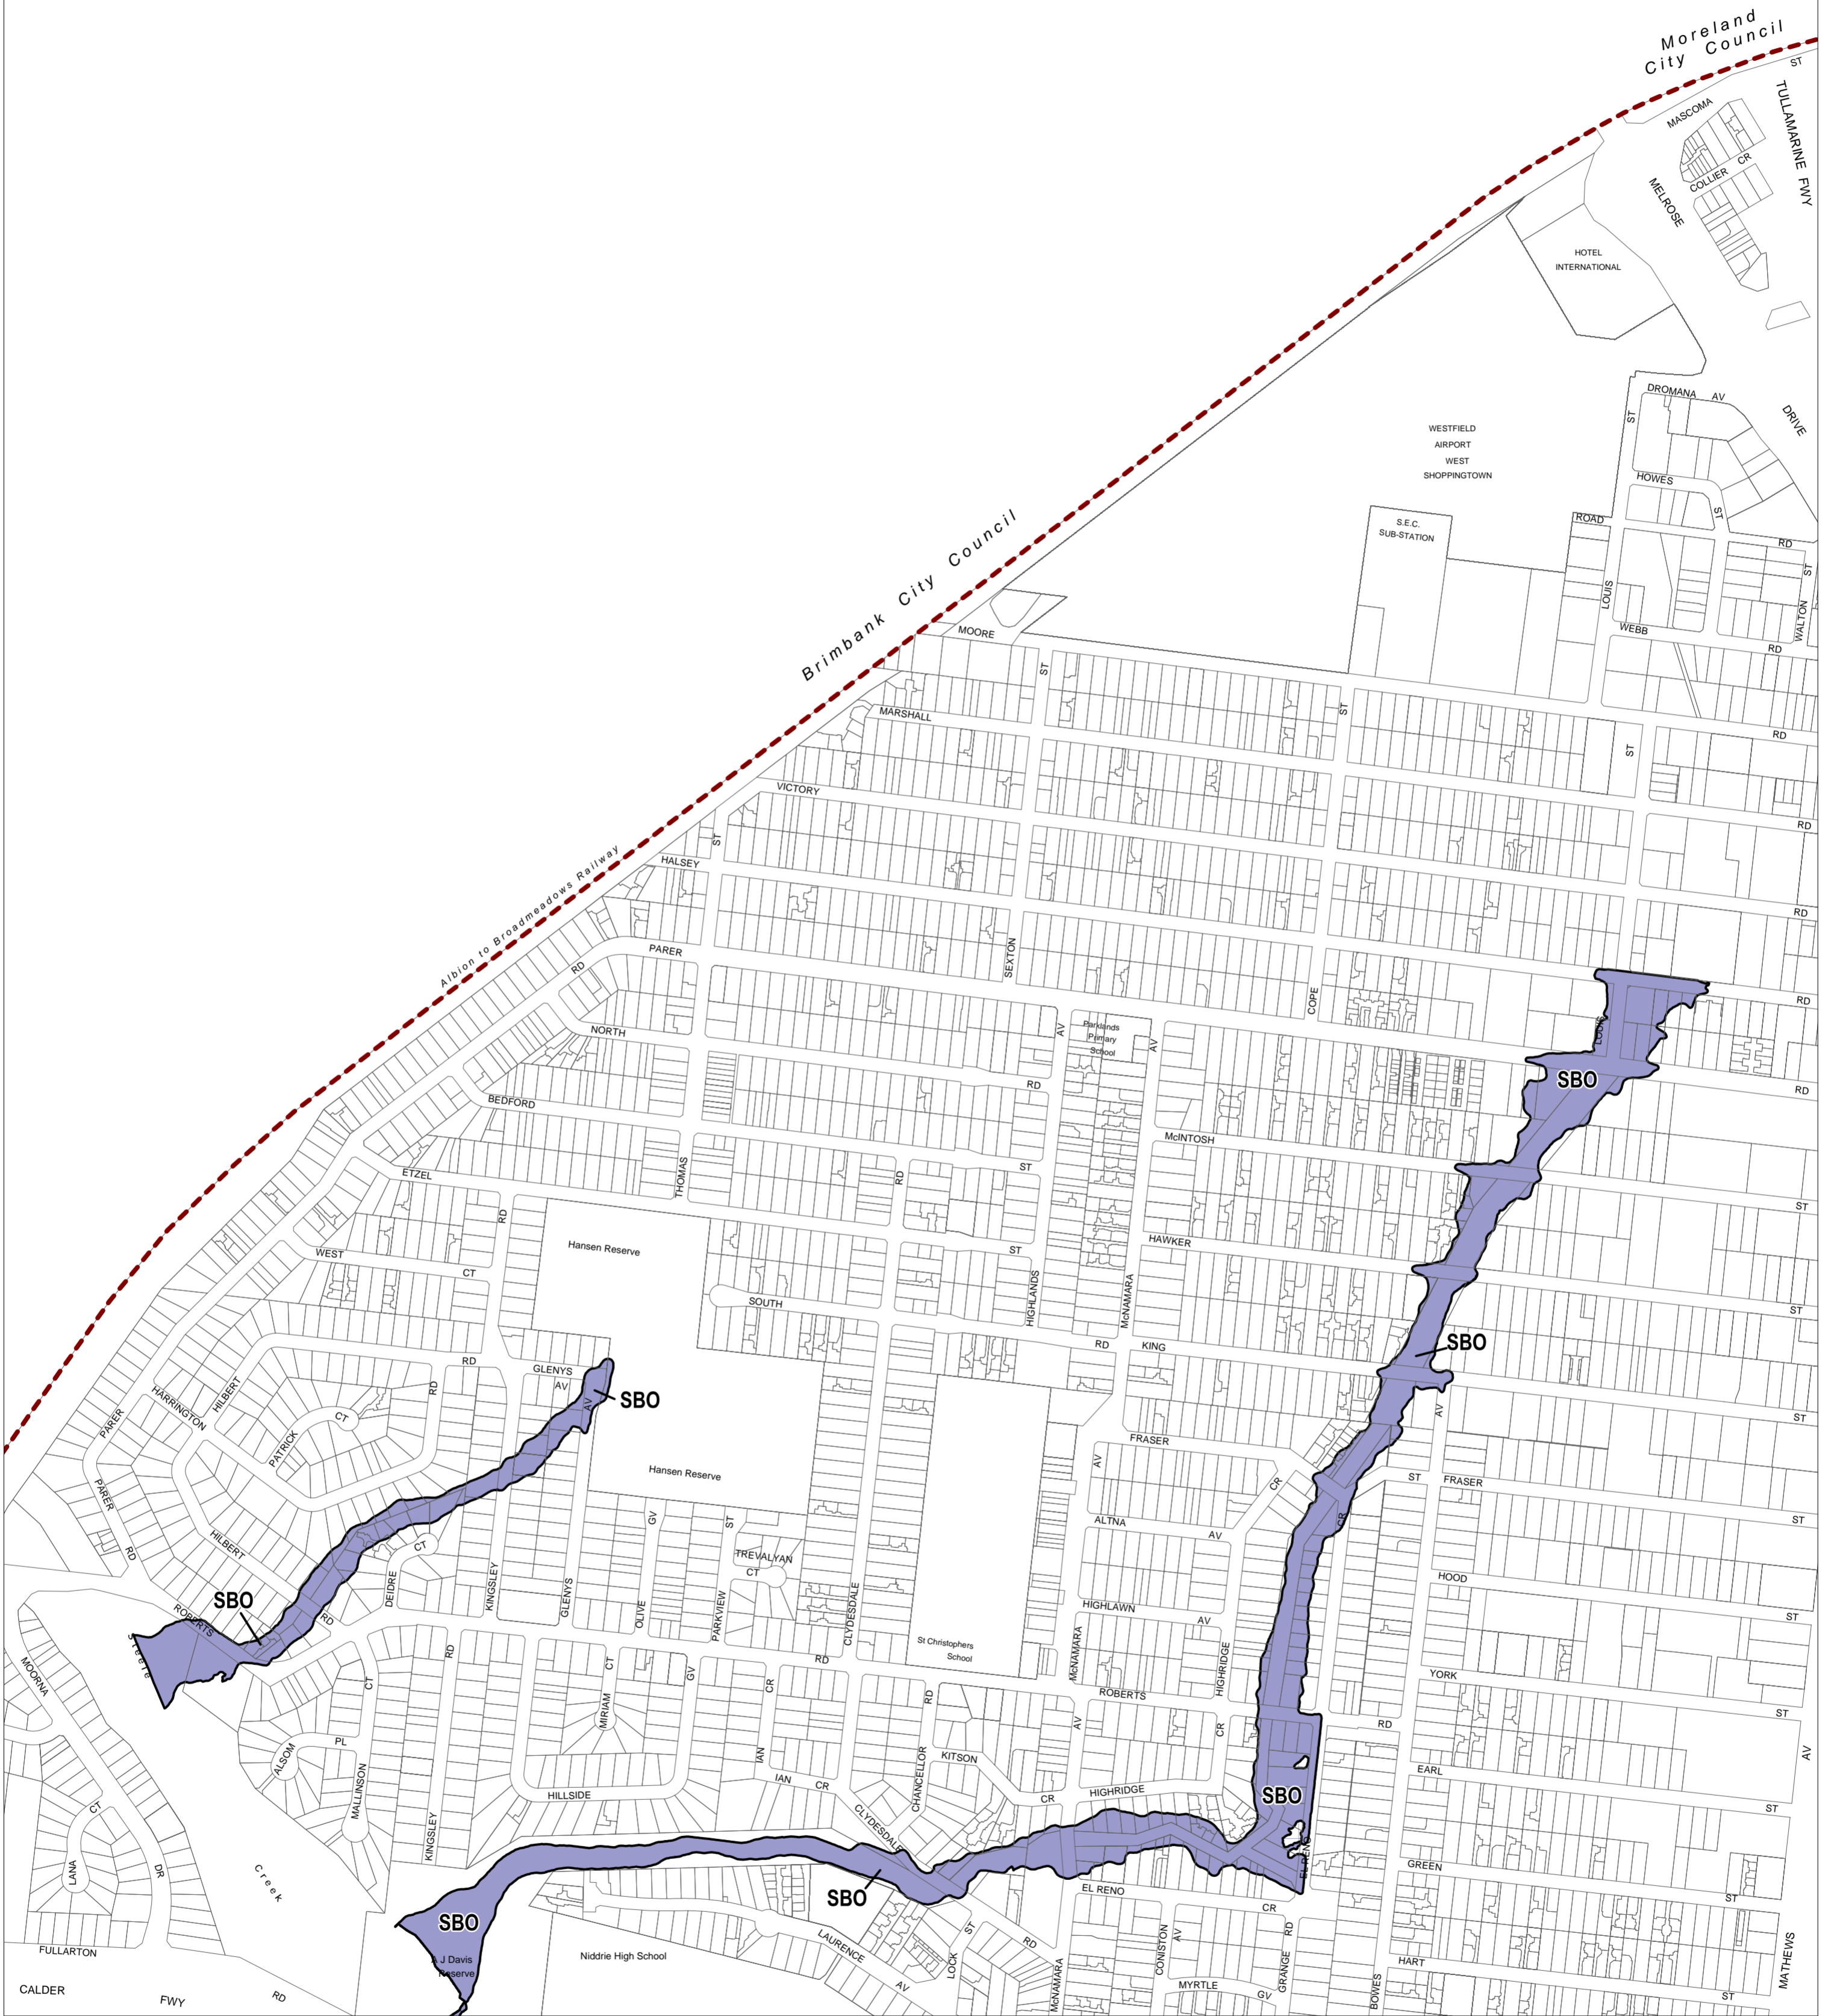 Moreland
City Council
ST
MASCOMA
TULLAMARINE FWY
COLLIER CR
MELROSE
HOTEL
INTERNATIONAL
DROMANA AV
ST
DRIVE
WESTFIELD
AIRPORT
WEST
SHOPPINGTOWN
HOWES
ST
S.E.C.
SUB-STATION
ROAD
RD
ST
LOUIS
WALTON
WEBB
RD
Brimbank City Council
MOORE
ST
ST
MARSHALL
RD
ST
VICTORY
RD
ST
Albion to Broadmeadows Railway
HALSEY
RD
PARER
SEXTON
RD
COPE
RD
LOUIS
AV
Parklands
Primary
School
AV
NORTH
RD
RD
SBO
BEDFORD
McINTOSH
ST
ETZEL
THOMAS
RD
ST
RD
HAWKER
Hansen Reserve
ST
WEST
CT
HIGHLANDS
McNAMARA
SOUTH
ST
RD
KING
SBO
RD
GLENYS
AV
HILBERT
RD
HARRINGTON
SBO
AV
PARER
CT
PATRICK
AV
ST
FRASER
AV
CR
Hansen Reserve
ST
FRASER
PARER
GV
ST
CR
ST
ALTNA
AV
HILBERT
RD
CT
TREVALYAN
CT
DEIDRE
KINGSLEY
GLENYS
OLIVE
PARKVIEW
CLYDESDALE
HOOD
SBO
HIGHLAWN
AV
ST
ROBERTS
RD
Steele
St Christophers
School
McNAMARA
HIGHRIDGE
RD
RD
MOORNA
CT
CT
GV
CR
RD
YORK
ROBERTS
ST
MIRIAM
AV
CR
RD
PL
ALSOM
IAN
KITSON
AV
MALLINSON
IAN
CR
CHANCELLOR
EARL
HILLSIDE
HIGHRIDGE
CR
SBO
ST
CT
CLYDESDALE
KINGSLEY
EL RENO
LANA
DR
Creek
GREEN
SBO
EL RENO
CR
ST
SBO
ST
RD
CONISTON
AV
GRANGE
RD
FULLARTON
A J Davis
Reserve
Niddrie High School
LAURENCE
AV
LOCK
McNAMARA
MYRTLE
GV
BOWES
HART
ST
MATHEWS
CALDER
FWY
RD